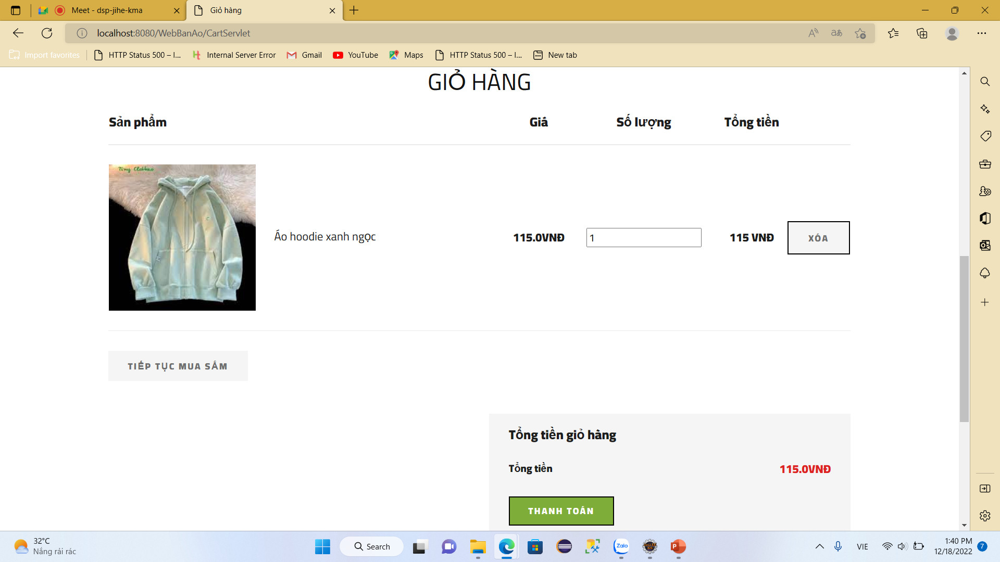 Meet - dsp-jihe-kma
Giỏ hàng
localhost:8080/WebBanAo/CartServlet
Import favorites
HTTP Status 500 – I...
Internal Server Error
Gmail
YouTube
Maps
HTTP Status 500 – I...
New tab
GIỎ HÀNG
Sản phẩm
Giá
Số lượng
Tổng tiền
Tiny Clothes
Áo hoodie xanh ngọc
115.0VNĐ
1
115 VNĐ
XÓA
TIẾP TỤC MUA SẮM
Tổng tiền giỏ hàng
Tổng tiền
115.0VNĐ
THANH TOÁN
32°C
Nắng rải rác
Search
Zalo
VIE
1:40 PM
12/18/2022
7